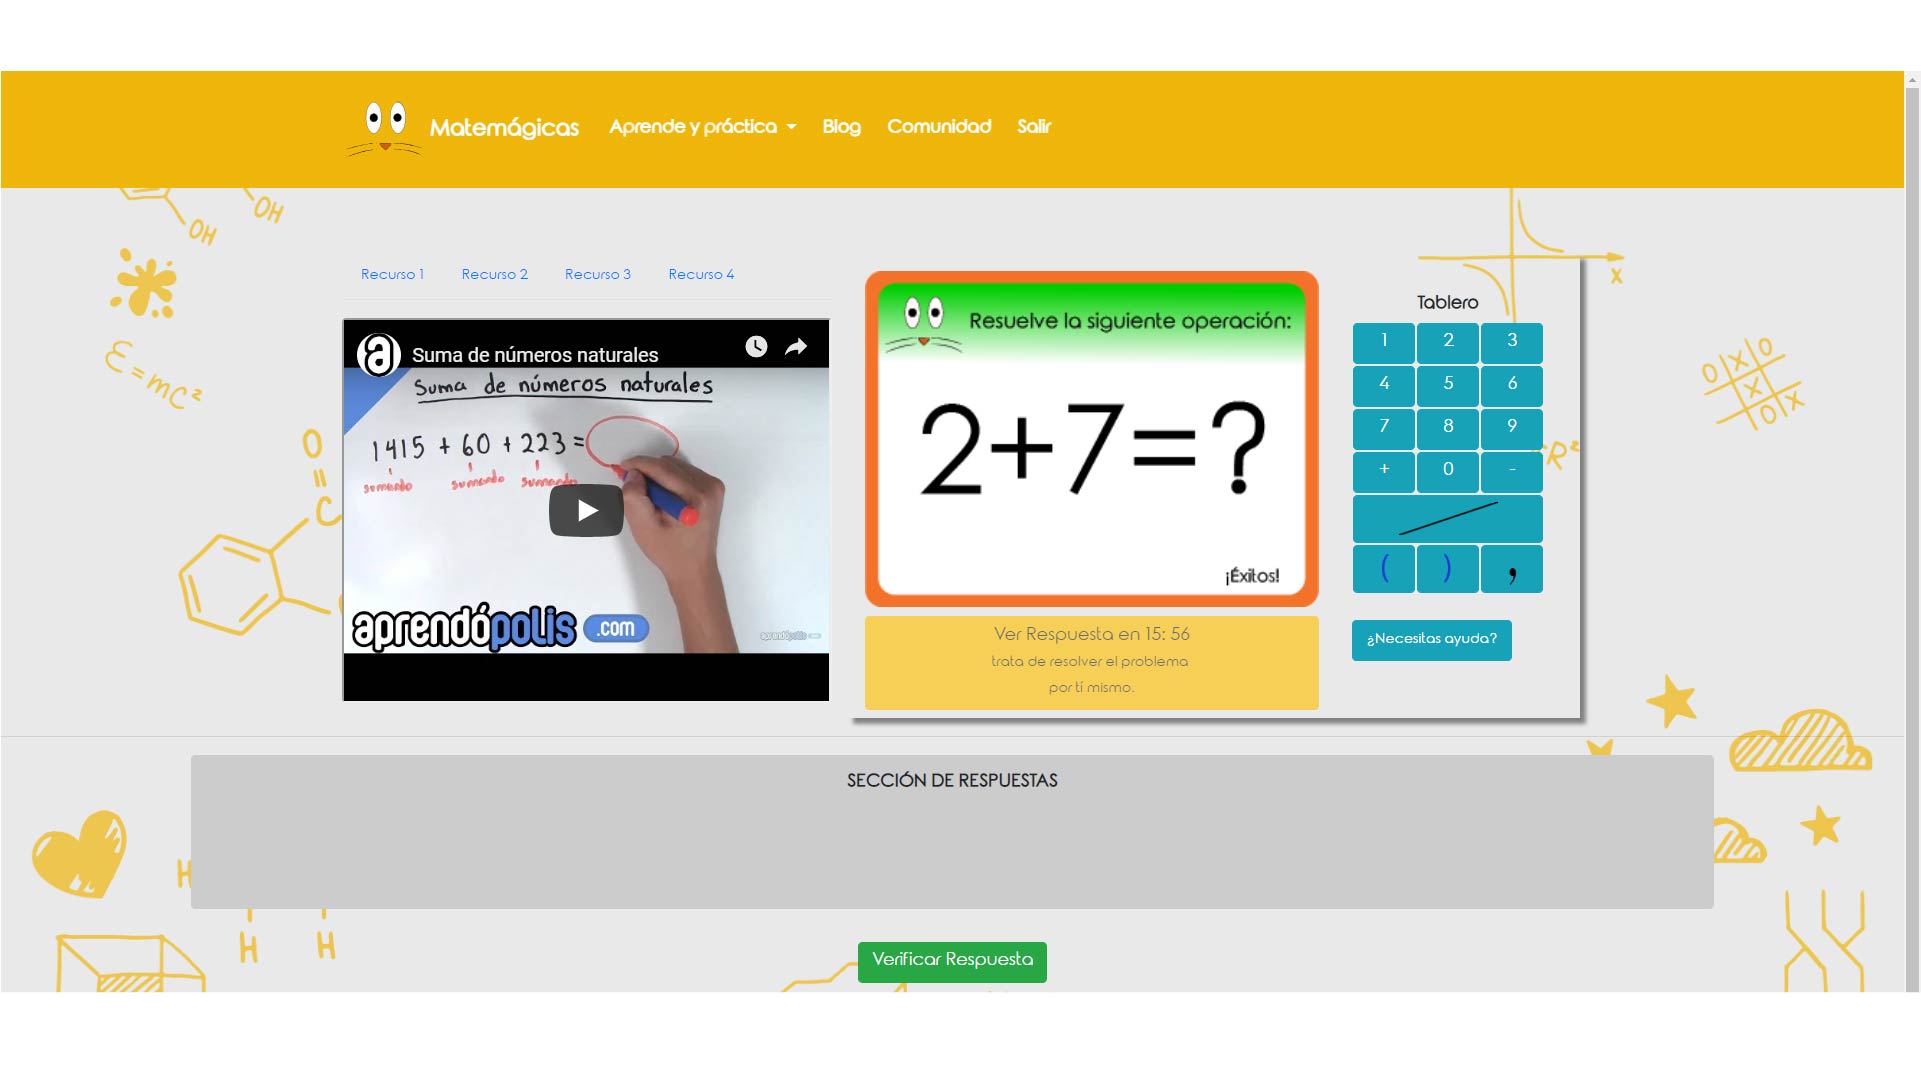 Matemágicas Aprende y práctica Blog Comunidad Salir
OH
OH
Recurso 1 Recurso 2 Recurso 3 Recurso 4
Suma de números naturales
Suma de números naturales
1415 + 60 + 223 =
sumando sumando sumando
aprendópolis .com
aprendópolis
Resuelve la siguiente operación:
2+7=?
¡Éxitos!
Ver Respuesta en 15: 56
trata de resolver el problema
por tí mismo.
Tablero
1 2 3
4 5 6
7 8 9
+ 0 -
( ) ,
¿Necesitas ayuda?
x
R²
E=mc²
O X O
X
O X
O
C
SECCIÓN DE RESPUESTAS
H
H H
Verificar Respuesta